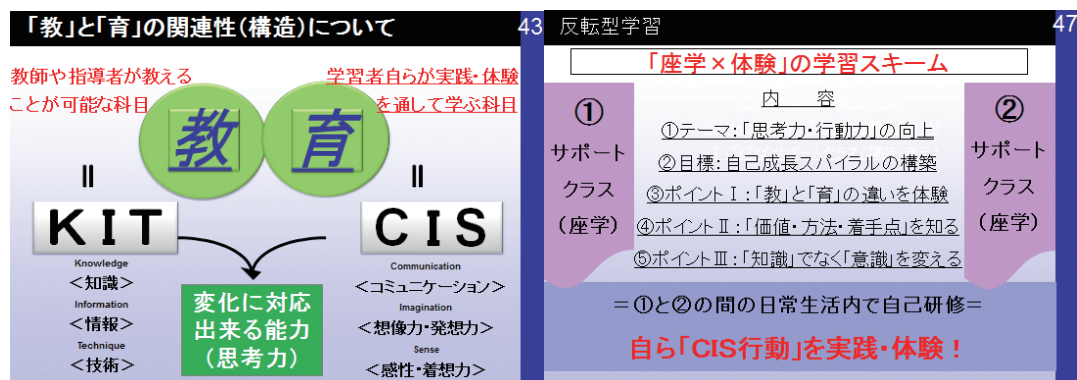 「教」と「育」の関連性(構造)について
43
教師や指導者が教える
ことが可能な科目
学習者自らが実践・体験
を通して学ぶ科目
教
育
=
=
KIT
CIS
Knowledge
<知識>
Information
<情報>
Technique
<技術>
変化に対応
出来る能力
(思考力)
Communication
<コミュニケーション>
Imagination
<想像力・発想力>
Sense
<感性・着想力>
反転型学習
47
「座学×体験」の学習スキーム
①
サポート
クラス
(座学)
内 容
①テーマ:「思考力・行動力」の向上
②目標:自己成長スパイラルの構築
③ポイントⅠ:「教」と「育」の違いを体験
④ポイントⅡ:「価値・方法・着手点」を知る
⑤ポイントⅢ:「知識」でなく「意識」を変える
②
サポート
クラス
(座学)
=①と②の間の日常生活内で自己研修=
自ら「CIS行動」を実践・体験!